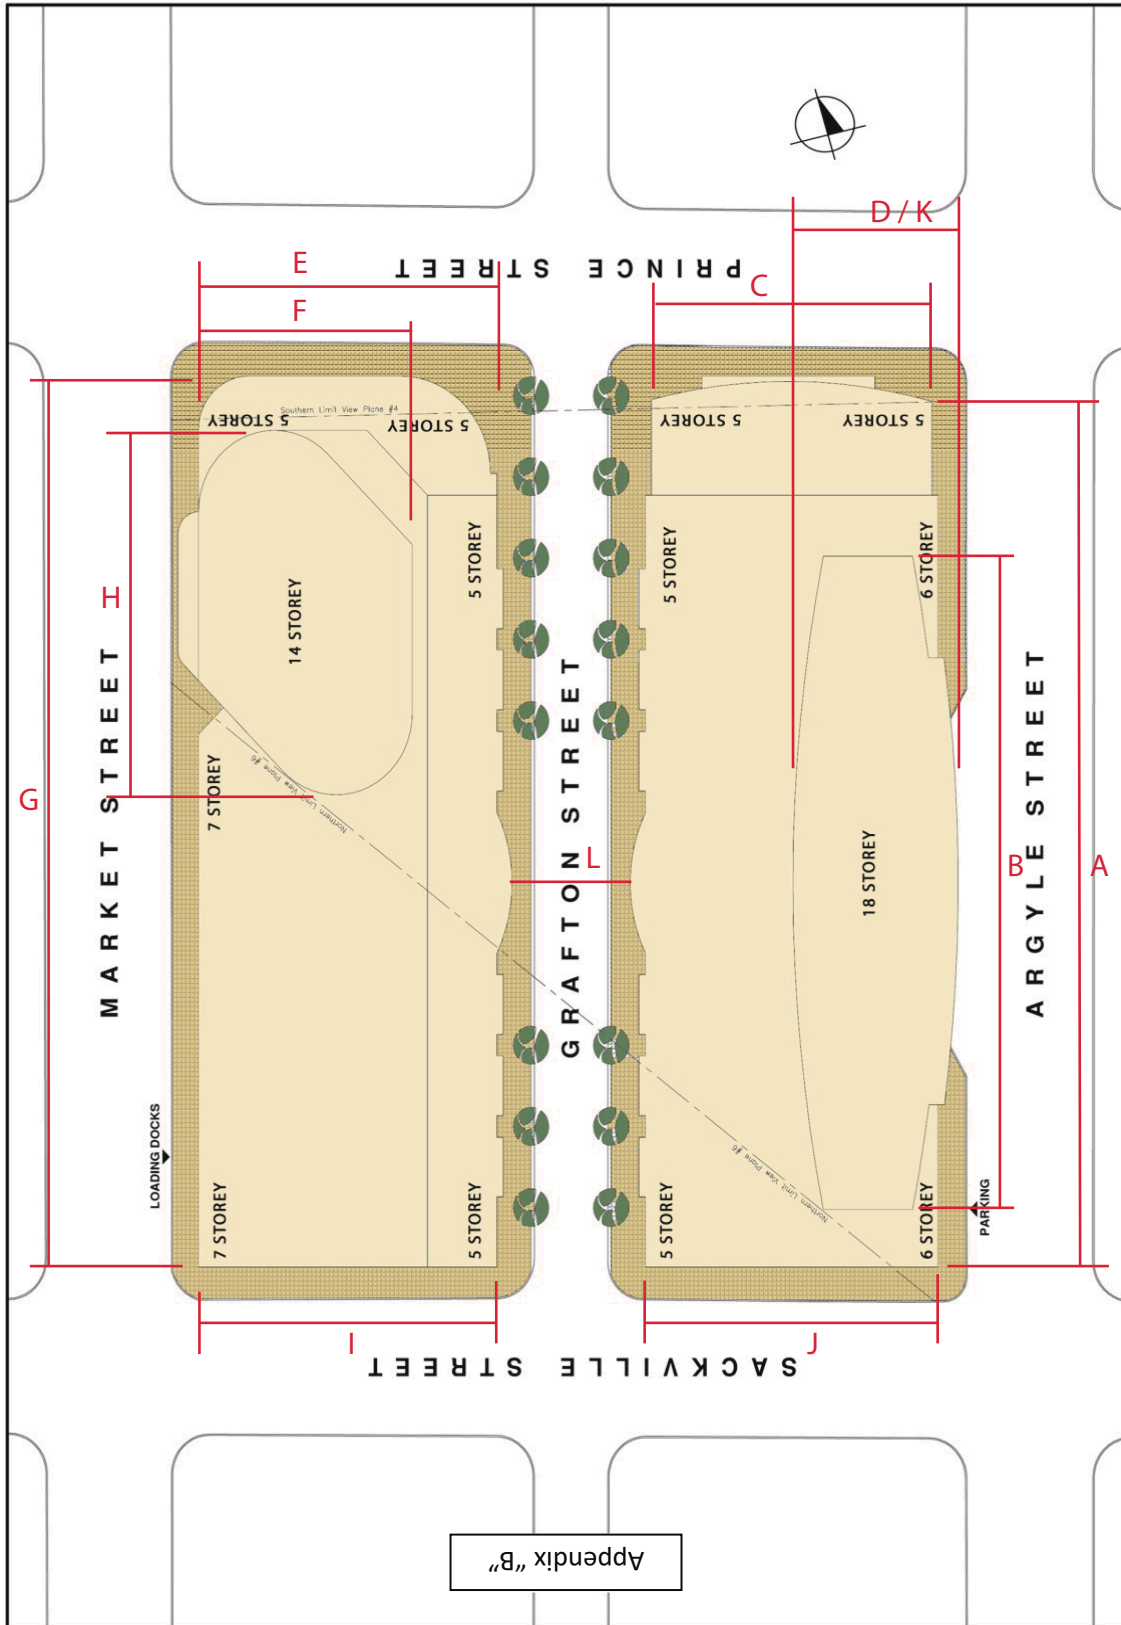 D / K
PRINCE STREET
E
C
F
Southern Limit View Plane #4
5 STOREY
5 STOREY
5 STOREY
5 STOREY
5 STOREY
5 STOREY
6 STOREY
H
14 STOREY
MARKET STREET
GRAFTON STREET
ARGYLE STREET
G
7 STOREY
Northern Limit View Plane #6
L
18 STOREY
B
A
LOADING DOCKS
Northern Limit View Plane #6
7 STOREY
5 STOREY
5 STOREY
6 STOREY
PARKING
I
J
SACKVILLE STREET
Appendix "B"